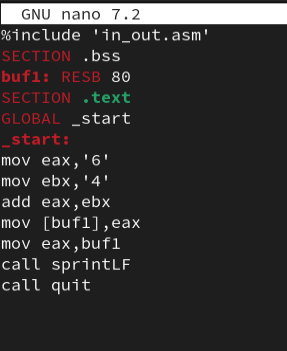 GNU nano 7.2
%include 'in_out.asm'
SECTION .bss
buf1: RESB 80
SECTION .text
GLOBAL _start
_start:
mov eax,'6'
mov ebx,'4'
add eax,ebx
mov [buf1],eax
mov eax,buf1
call sprintLF
call quit